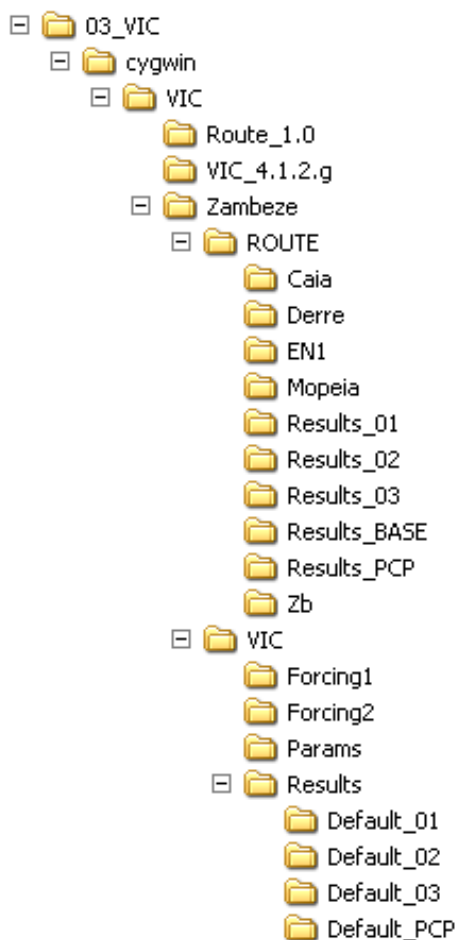 03_VIC
cygwin
VIC
Route_1.0
VIC_4.1.2.g
Zambeze
ROUTE
Caia
Derre
EN1
Mopeia
Results_01
Results_02
Results_03
Results_BASE
Results_PCP
Zb
VIC
Forcing1
Forcing2
Params
Results
Default_01
Default_02
Default_03
Default_PCP